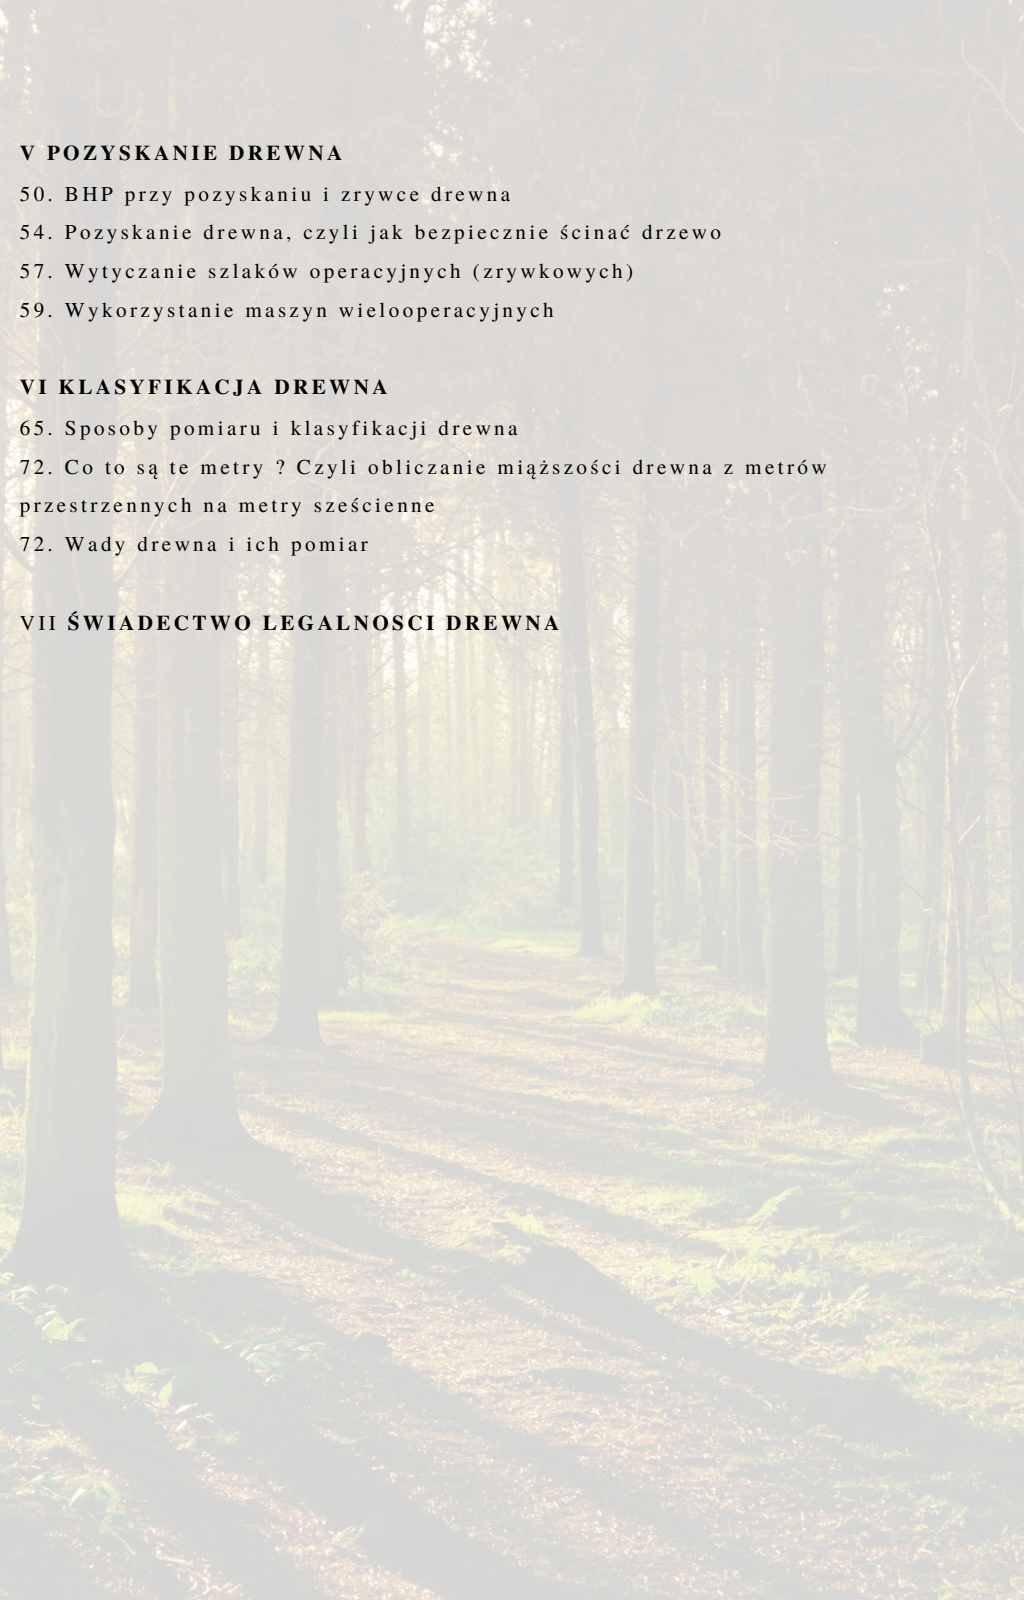 V POZYSKANIE DREWNA
50. BHP przy pozyskaniu i zrywce drewna
54. Pozyskanie drewna, czyli jak bezpiecznie ścinać drzewo
57. Wytyczanie szlaków operacyjnych (zrywkowych)
59. Wykorzystanie maszyn wielooperacyjnych
VI KLASYFIKACJA DREWNA
65. Sposoby pomiaru i klasyfikacji drewna
72. Co to są te metry ? Czyli obliczanie miąższości drewna z metrów
przestrzennych na metry sześcienne
72. Wady drewna i ich pomiar
VII ŚWIADECTWO LEGALNOSCI DREWNA